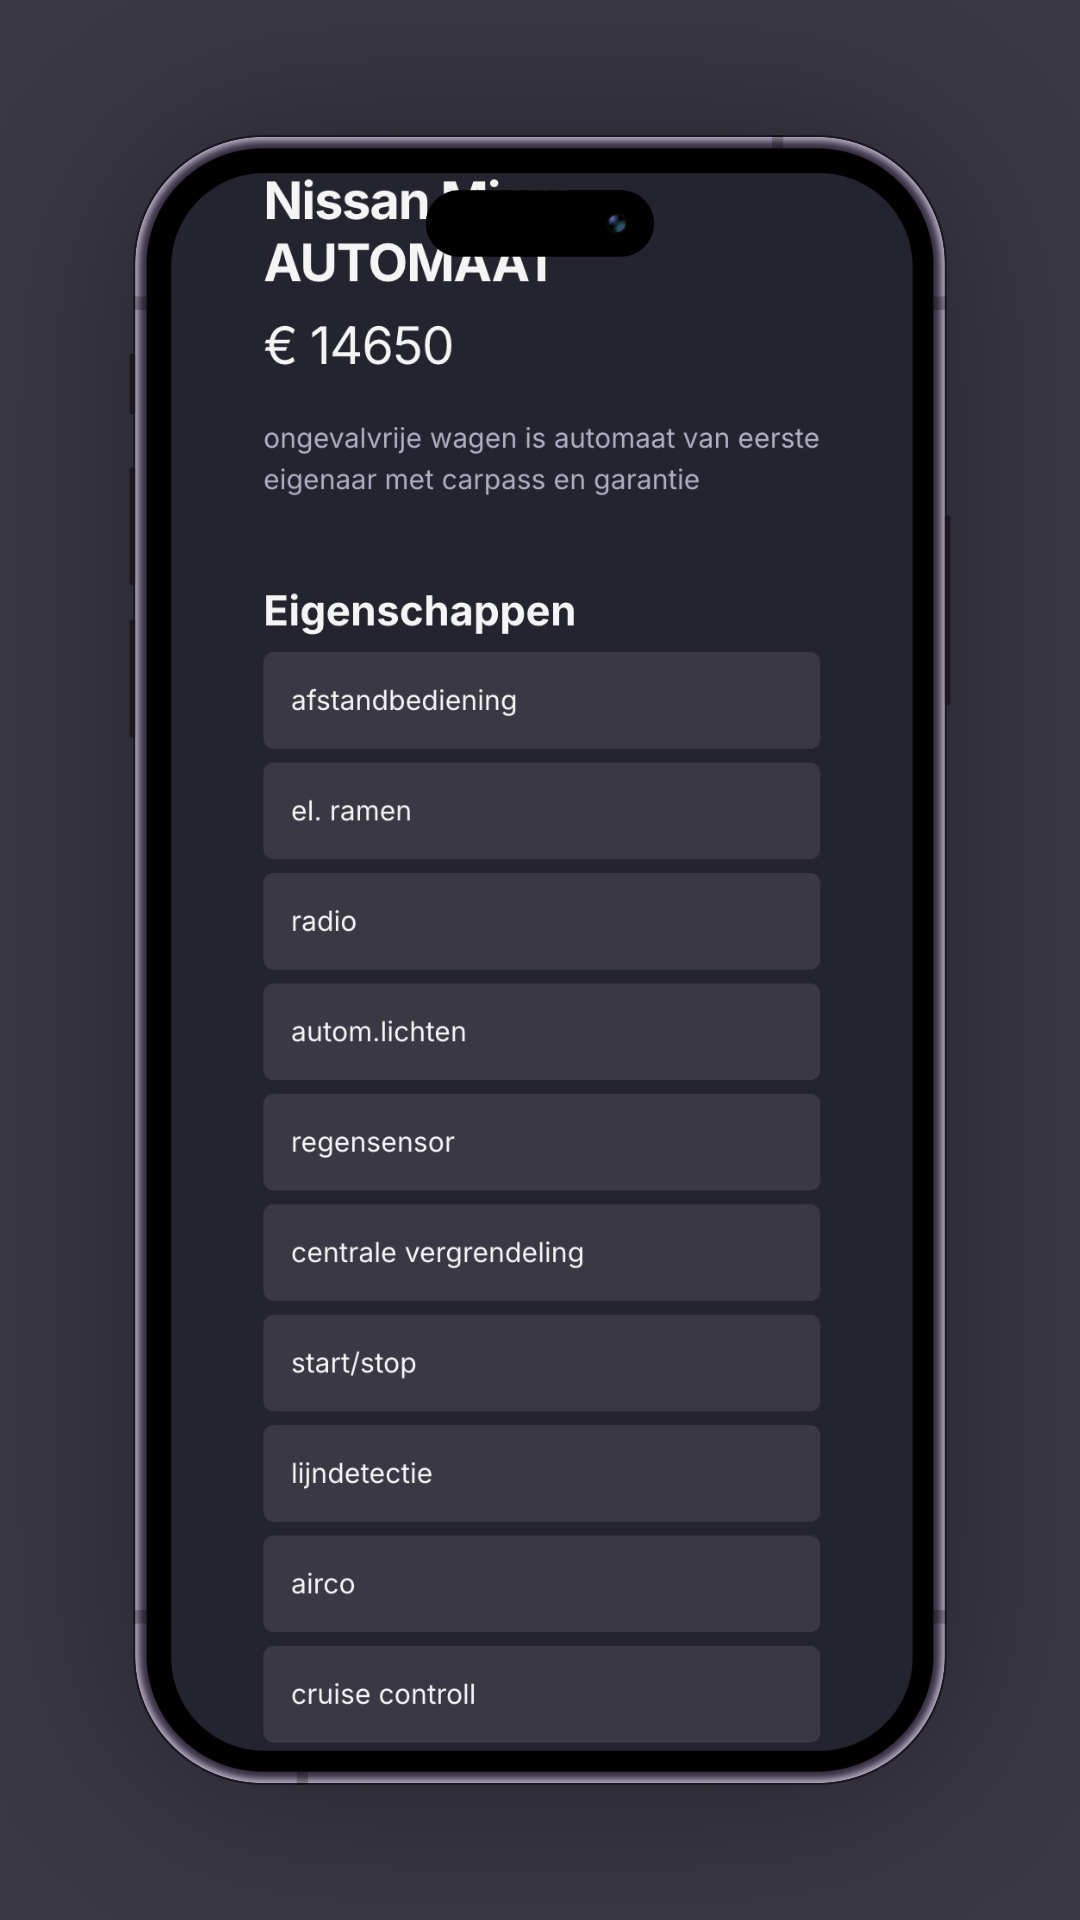 Nissan
AUTOMAAT
€ 14650
ongevalvrije wagen is automaat van eerste
eigenaar met carpass en garantie
Eigenschappen
afstandbediening
el. ramen
radio
autom.lichten
regensensor
centrale vergrendeling
start/stop
lijndetectie
airco
cruise controll